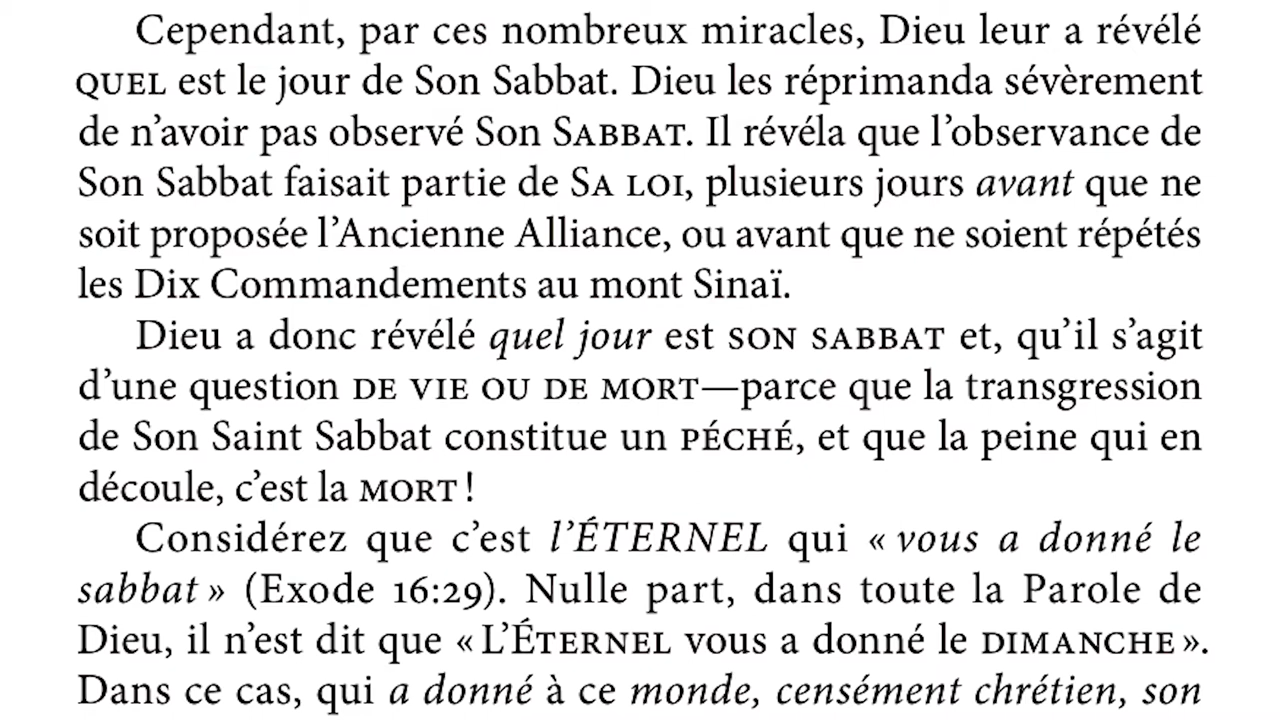 Cependant, par ces nombreux miracles, Dieu leur a révélé
QUEL est le jour de Son Sabbat. Dieu les réprimanda sévèrement
de n’avoir pas observé Son SABBAT. Il révéla que l’observance de
Son Sabbat faisait partie de SA LOI, plusieurs jours avant que ne
soit proposée l’Ancienne Alliance, ou avant que ne soient répétés
les Dix Commandements au mont Sinaï.
Dieu a donc révélé quel jour est SON SABBAT et, qu’il s’agit
d’une question DE VIE OU DE MORT—parce que la transgression
de Son Saint Sabbat constitue un PÉCHÉ, et que la peine qui en
découle, c’est la MORT !
Considérez que c’est l’ÉTERNEL qui « vous a donné le
sabbat » (Exode 16:29). Nulle part, dans toute la Parole de
Dieu, il n’est dit que « L’ÉTERNEL vous a donné le DIMANCHE ».
Dans ce cas, qui a donné à ce monde, censément chrétien, son